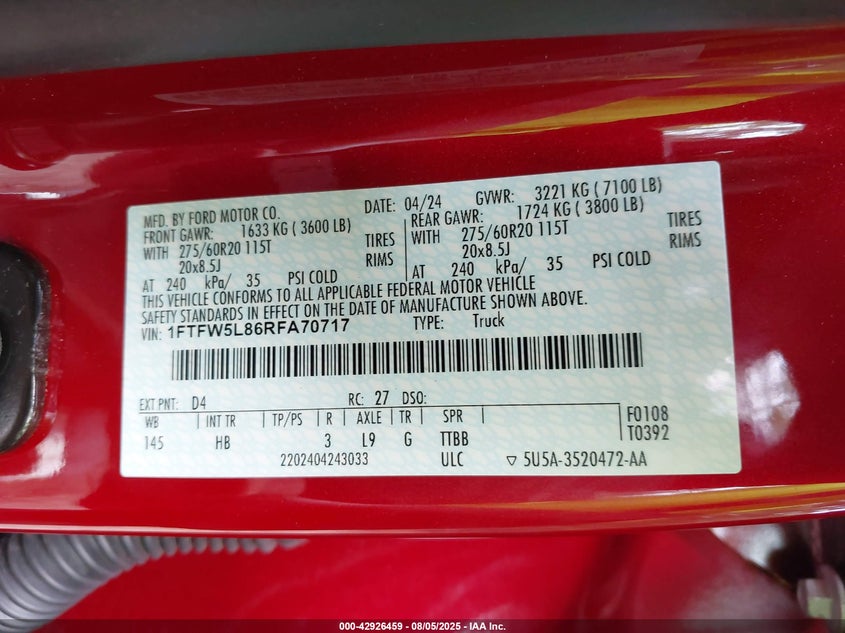 MFD. BY FORD MOTOR CO. DATE: 04/24 GVWR: 3221 KG ( 7100 LB)
FRONT GAWR: 1633 KG ( 3600 LB) REAR GAWR: 1724 KG ( 3800 LB)
WITH 275/60R20 115T TIRES WITH 275/60R20 115T TIRES
20x8.5J RIMS 20x8.5J RIMS
AT 240 kPa/ 35 PSI COLD AT 240 kPa/ 35 PSI COLD
THIS VEHICLE CONFORMS TO ALL APPLICABLE FEDERAL MOTOR VEHICLE
SAFETY STANDARDS IN EFFECT ON THE DATE OF MANUFACTURE SHOWN ABOVE.
VIN: 1FTFW5L86RFA70717 TYPE: Truck
EXT PNT: D4 RC: 27 DSO:
WB INT TR TP/PS R AXLE TR SPR F0108
145 HB 3 L9 G TTBB T0392
2202404243033 ULC ▽ 5U5A-3520472-AA
000-42926459 - 08/05/2025 - IAA Inc.